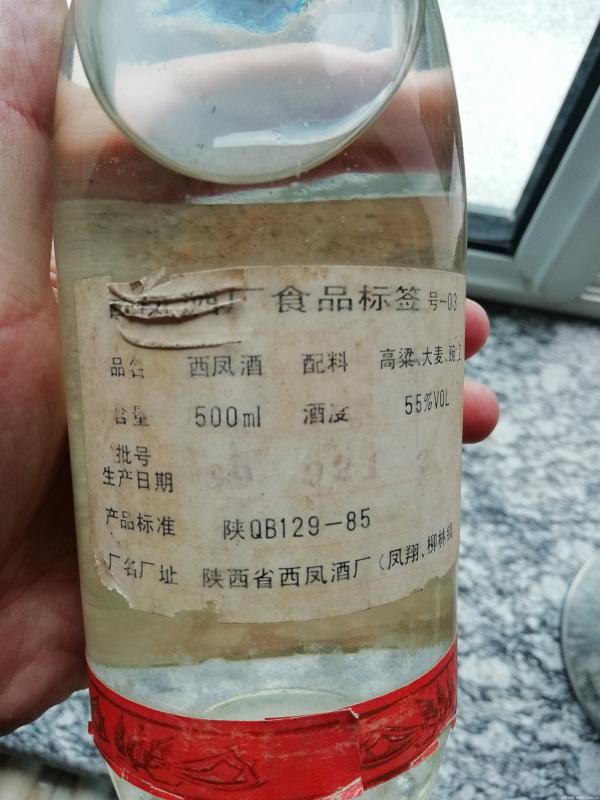 厂食品标签 号-03
品名 西凤酒 配料 高粱、大麦、豌豆
容量 500ml 酒度 55%VOL
批号
生产日期
产品标准 陕QB129-85
厂名厂址 陕西省西凤酒厂(凤翔、柳林镇